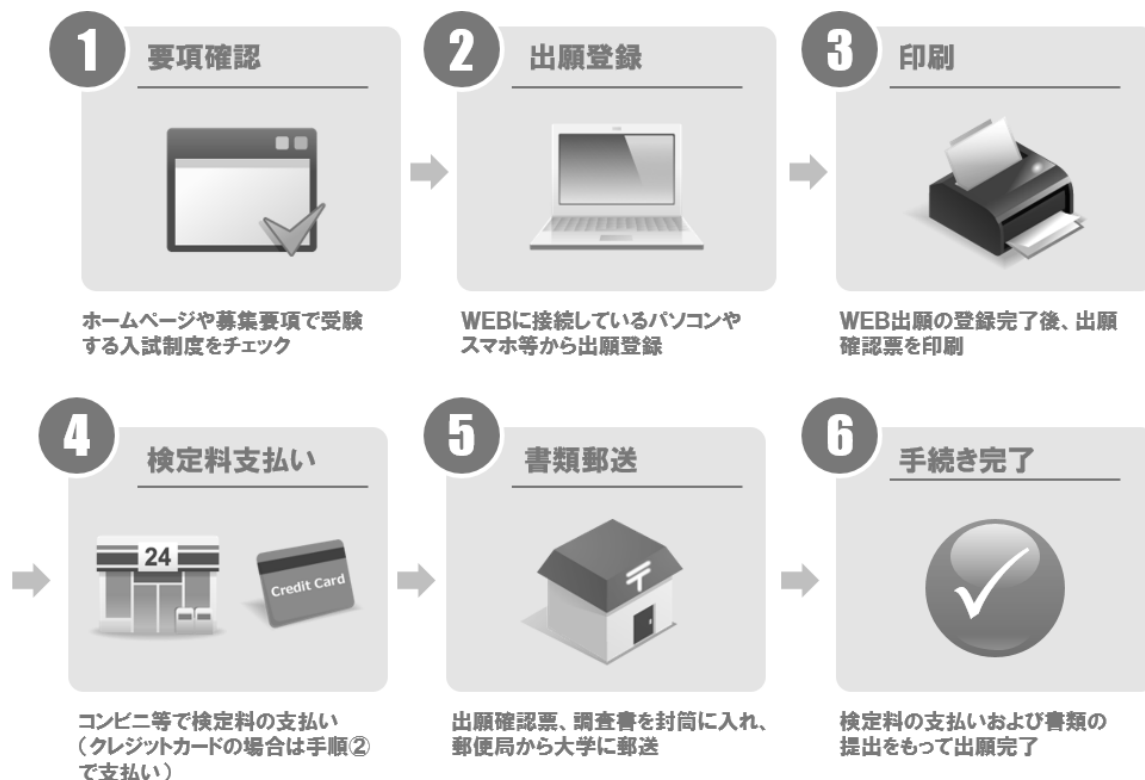 1 要項確認
ホームページや募集要項で受験
する入試制度をチェック
2 出願登録
WEBに接続しているパソコンや
スマホ等から出願登録
3 印刷
WEB出願の登録完了後、出願
確認票を印刷
4 検定料支払い
24
Credit Card
コンビニ等で検定料の支払い
（クレジットカードの場合は手順②
で支払い）
5 書類郵送
〒
出願確認票、調査書を封筒に入れ、
郵便局から大学に郵送
6 手続き完了
検定料の支払いおよび書類の
提出をもって出願完了